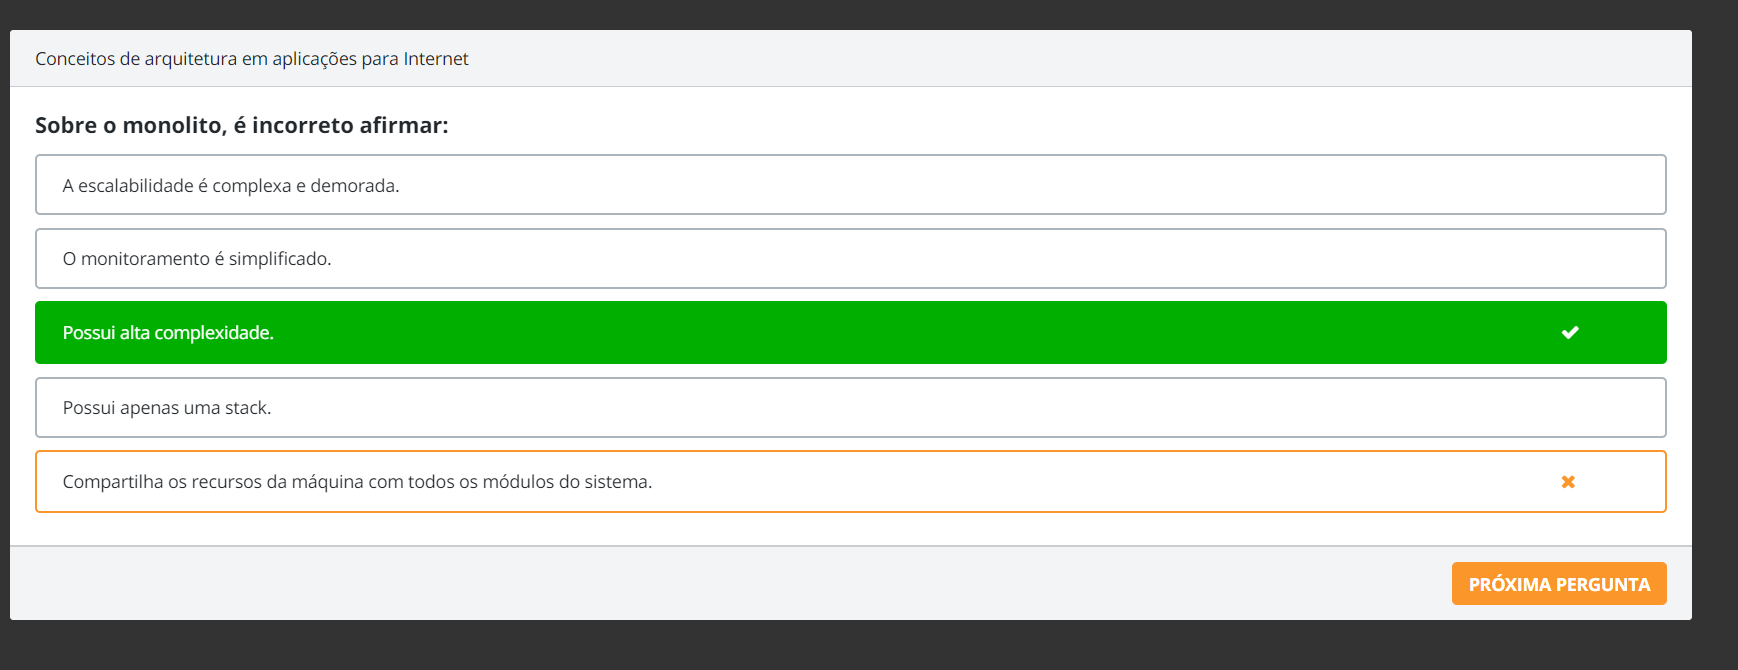 Conceitos de arquitetura em aplicações para Internet
Sobre o monolito, é incorreto afirmar:
A escalabilidade é complexa e demorada.
O monitoramento é simplificado.
Possui alta complexidade.
Possui apenas uma stack.
Compartilha os recursos da máquina com todos os módulos do sistema.
PRÓXIMA PERGUNTA